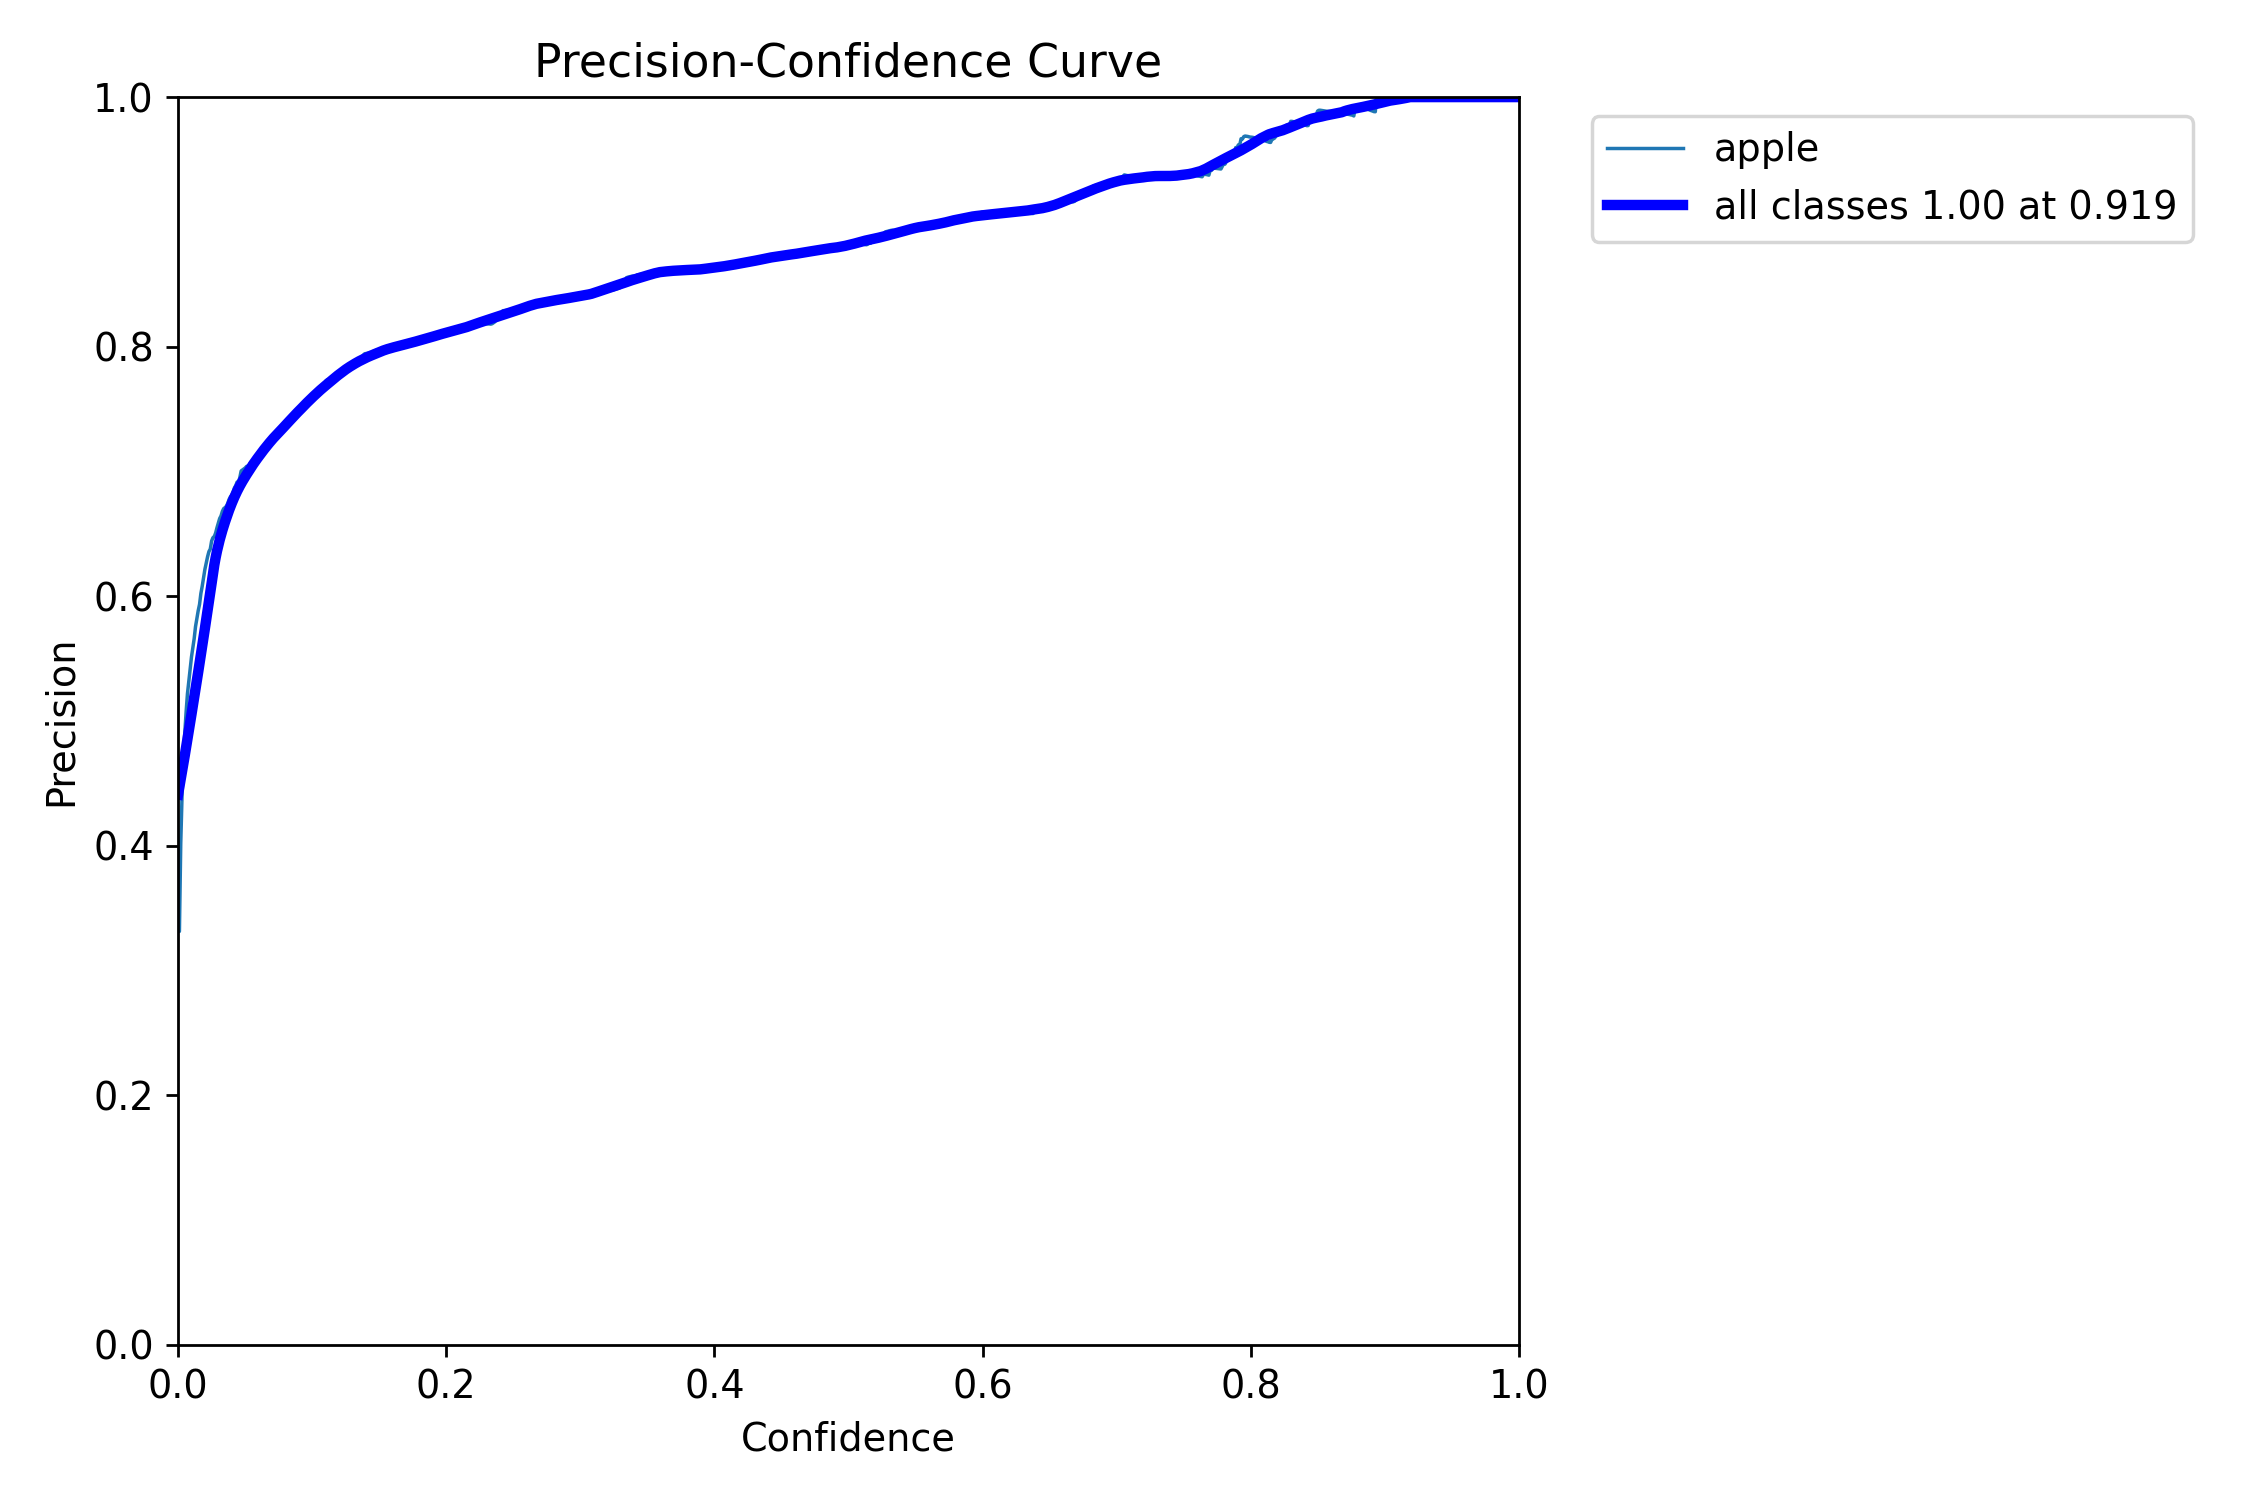 Precision-Confidence Curve
1.0
0.8
0.6
0.4
0.2
0.0
Precision
0.0 0.2 0.4 0.6 0.8 1.0
Confidence
apple
all classes 1.00 at 0.919